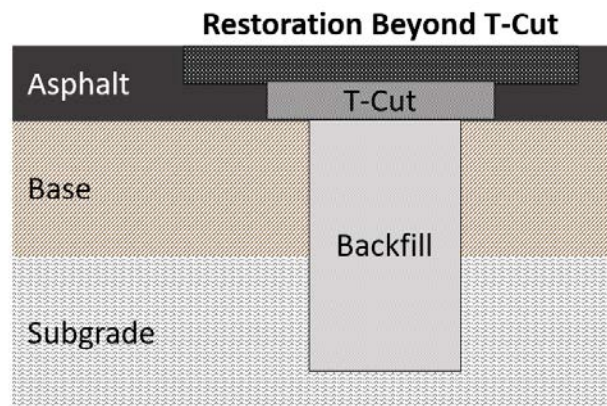 Restoration Beyond T-Cut
Asphalt
T-Cut
Base
Backfill
Subgrade